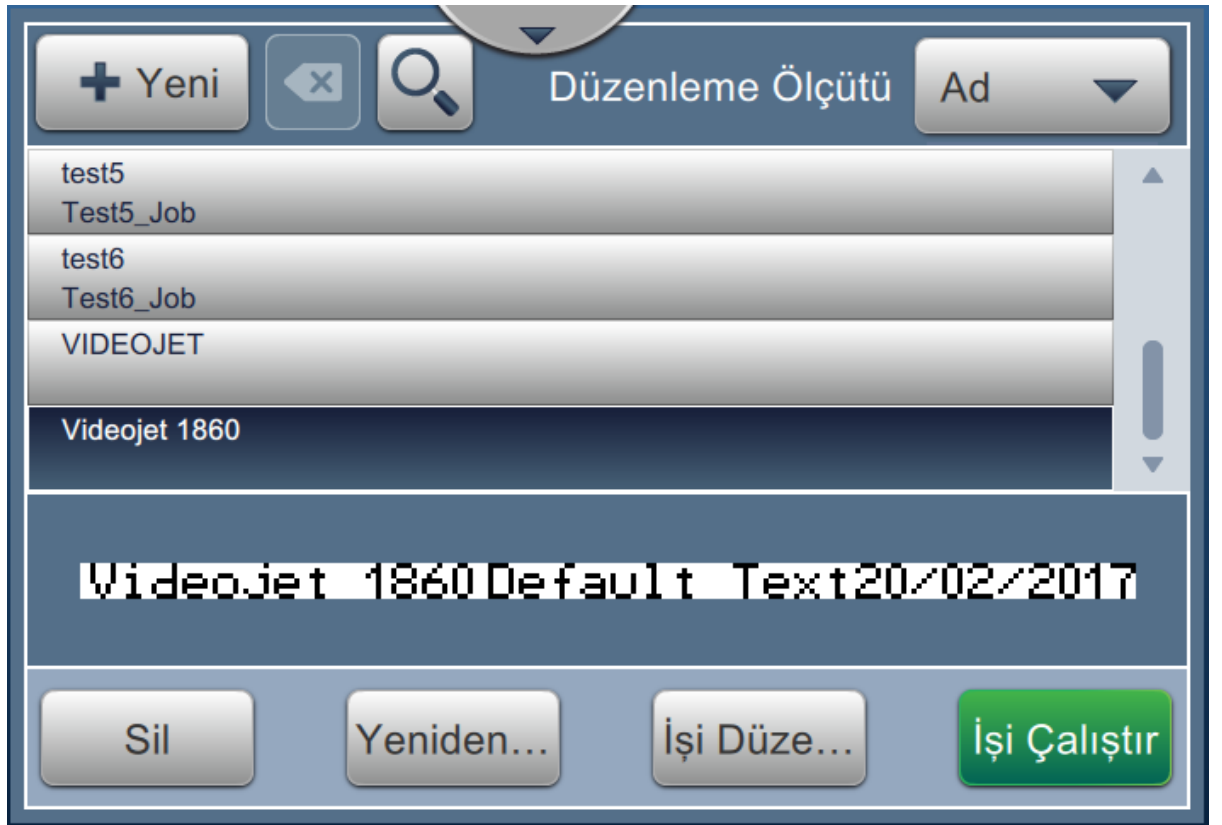 Yeni
Düzenleme Ölçütü
Ad
test5
Test5_Job
test6
Test6_Job
VIDEOJET
Videojet 1860
Videojet 1860Default Text20/02/2017
Sil
Yeniden...
İşi Düze...
İşi Çalıştır